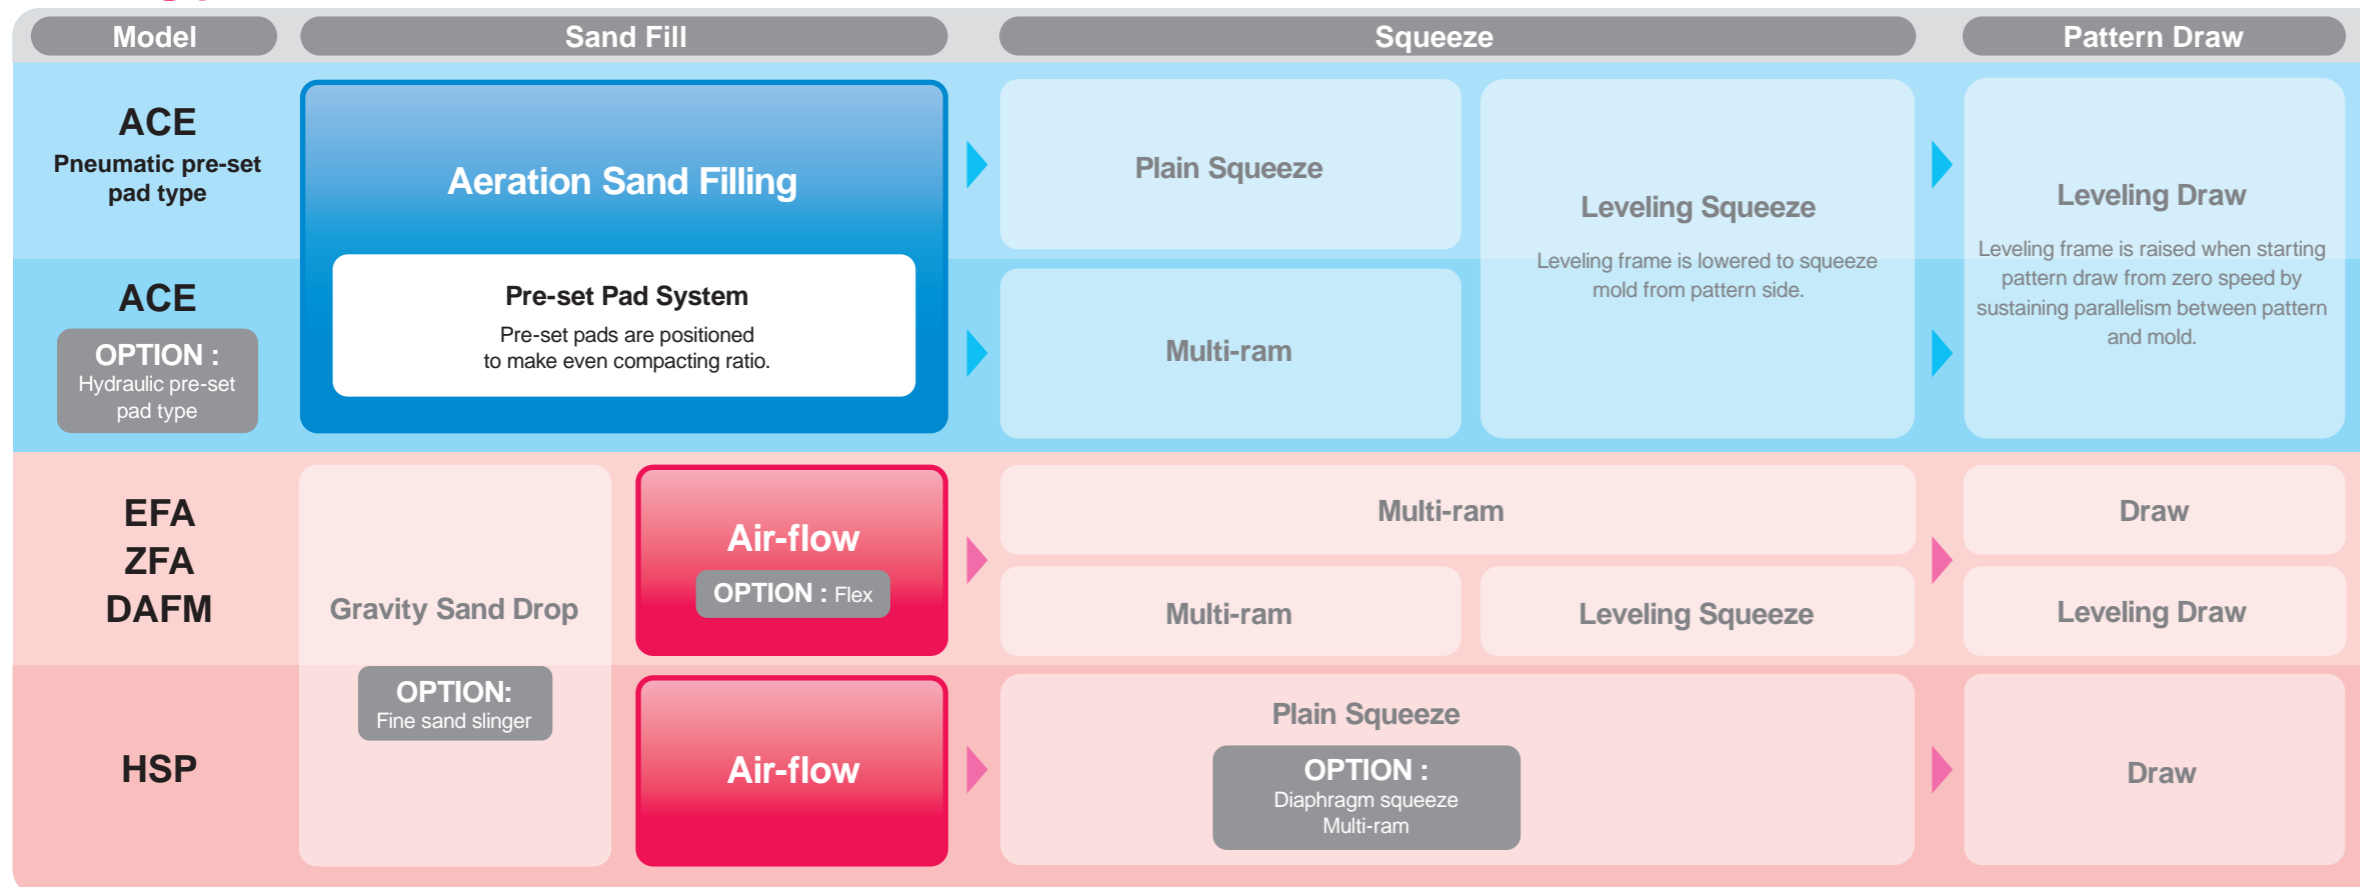 Model
Sand Fill
Squeeze
Pattern Draw
ACE
Pneumatic pre-set
pad type
Aeration Sand Filling
Plain Squeeze
Leveling Squeeze
Leveling frame is lowered to squeeze
mold from pattern side.
Leveling Draw
Leveling frame is raised when starting
pattern draw from zero speed by
sustaining parallelism between pattern
and mold.
ACE
OPTION :
Hydraulic pre-set
pad type
Pre-set Pad System
Pre-set pads are positioned
to make even compacting ratio.
Multi-ram
EFA
ZFA
DAFM
Gravity Sand Drop
OPTION:
Fine sand slinger
Air-flow
OPTION : Flex
Multi-ram
Draw
Multi-ram
Leveling Squeeze
Leveling Draw
HSP
Air-flow
Plain Squeeze
OPTION :
Diaphragm squeeze
Multi-ram
Draw